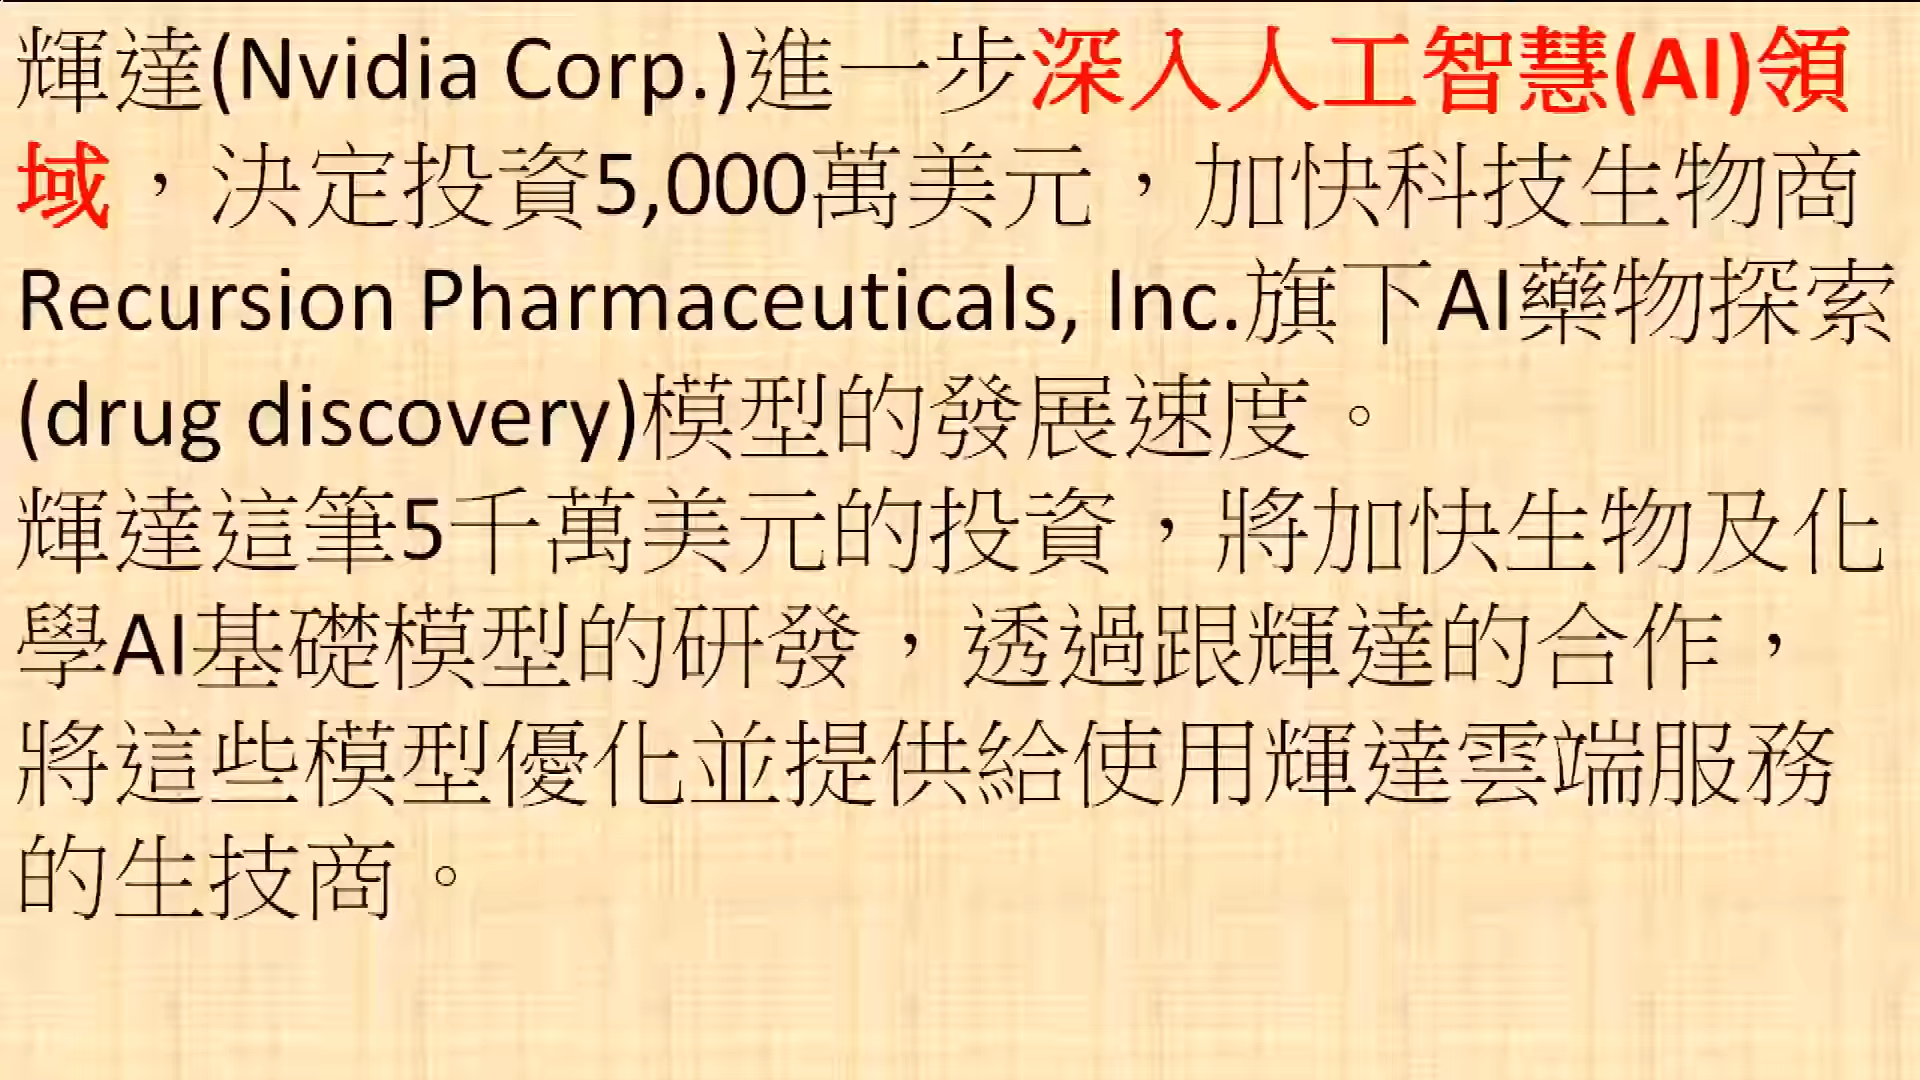 輝達(Nvidia Corp.)進一步深入人工智慧(AI)領
域，決定投資5,000萬美元，加快科技生物商
Recursion Pharmaceuticals, Inc.旗下AI藥物探索
(drug discovery)模型的發展速度。
輝達這筆5千萬美元的投資，將加快生物及化
學AI基礎模型的研發，透過跟輝達的合作，
將這些模型優化並提供給使用輝達雲端服務
的生技商。